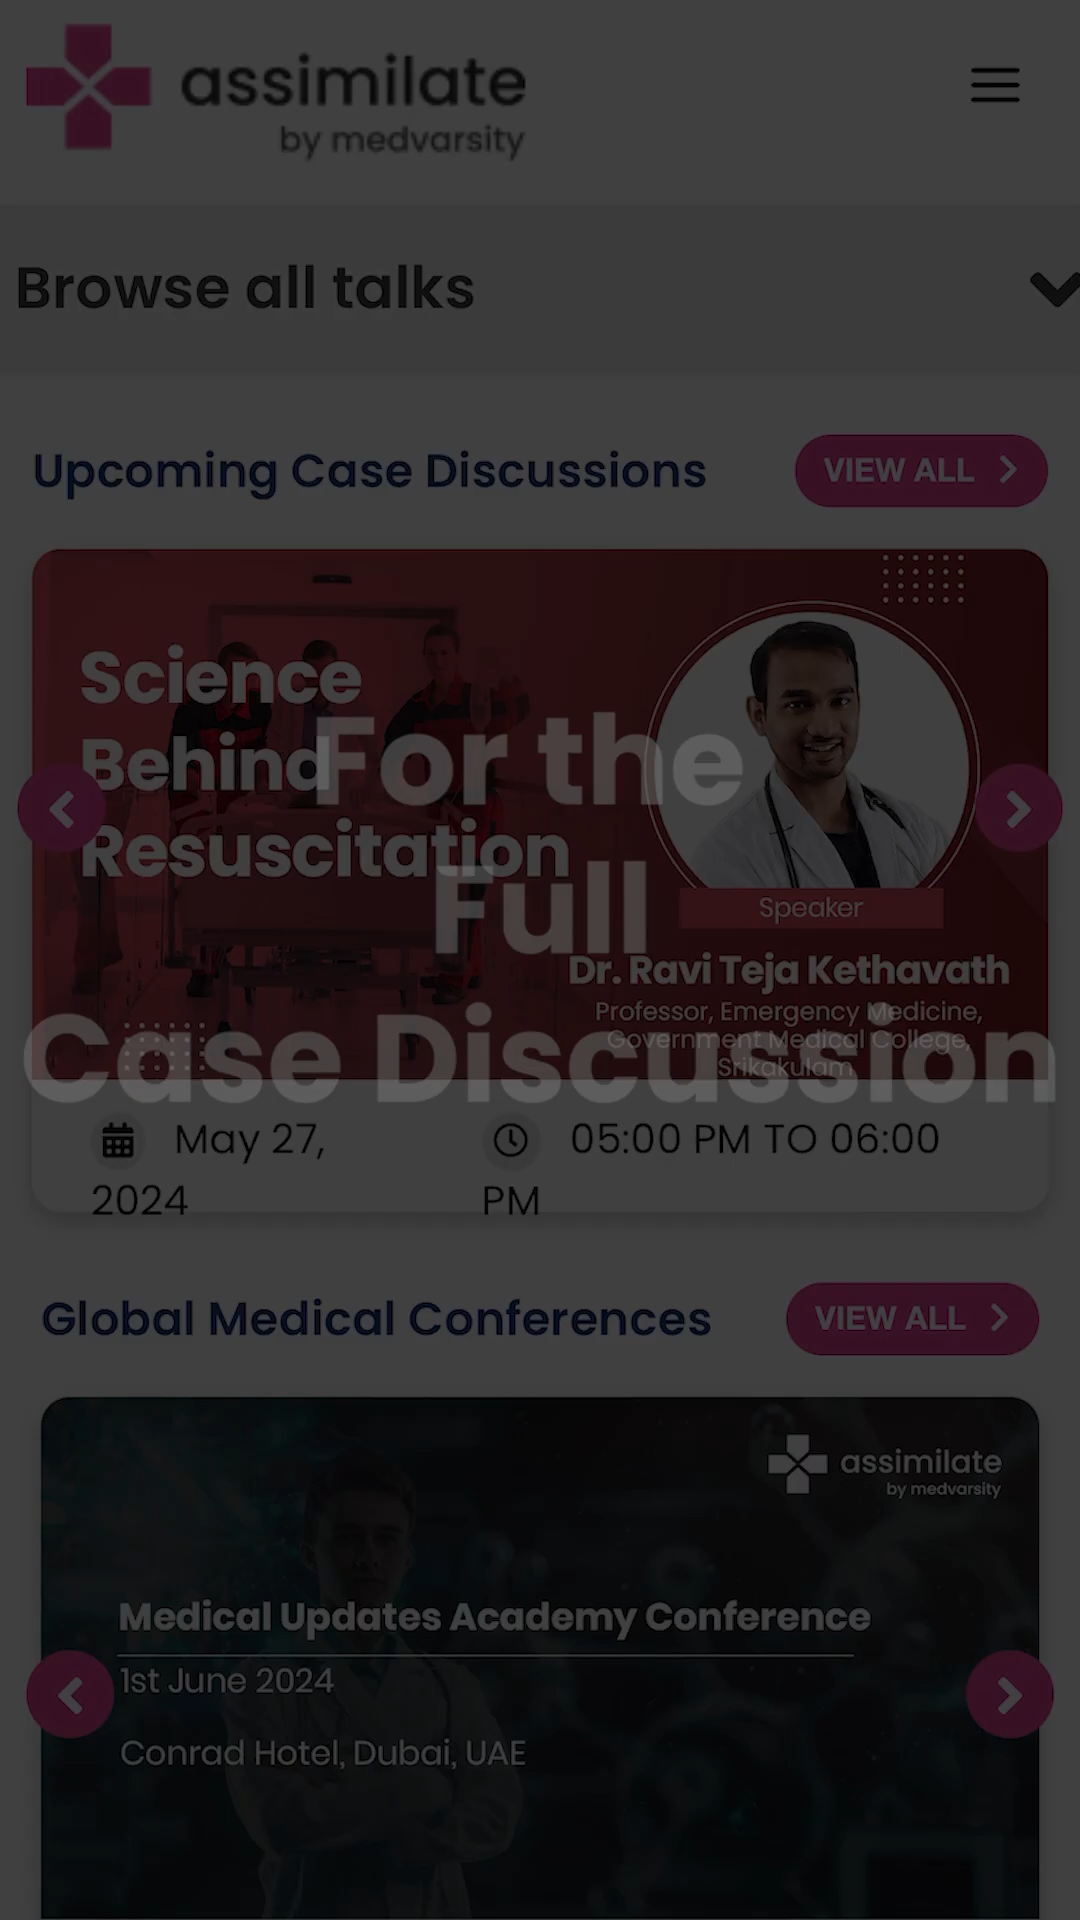 assimilate
by medvarsity
Browse all talks
Upcoming Case Discussions
VIEW ALL
Science
Behind
Resuscitation
For the
Full
Case Discussion
Speaker
Dr. Ravi Teja Kethavath
Professor, Emergency Medicine,
Government Medical College,
Srikakulam
May 27,
2024
05:00 PM TO 06:00
PM
Global Medical Conferences
VIEW ALL
assimilate
by medvarsity
Medical Updates Academy Conference
1st June 2024
Conrad Hotel, Dubai, UAE